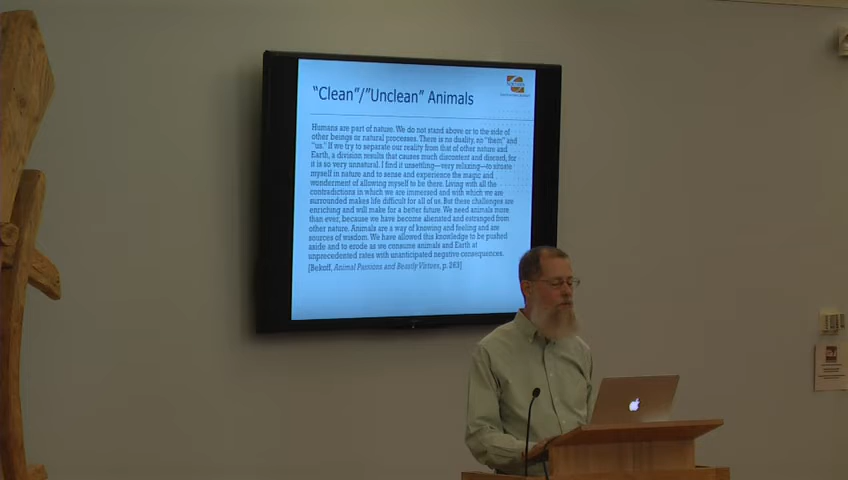 "Clean"/"Unclean" Animals
Humans are part of nature. We do not stand above or to the side of
other beings or natural processes. There is no duality, no "them" and
"us." If we try to separate our reality from that of other nature and
Earth, a division results that causes much discontent and discord, for
it is so very unnatural. I find it unsettling—very relaxing—to situate
myself in nature and to sense and experience the magic and
wonderment of allowing myself to be there. Living with all the
contradictions in which we are immersed and with which we are
surrounded makes life difficult for all of us. But these challenges are
enriching and will make for a better future. We need animals more
than ever, because we have become alienated and estranged from
other nature. Animals are a way of knowing and feeling and are
sources of wisdom. We have allowed this knowledge to be pushed
aside and to erode as we consume animals and Earth at
unprecedented rates with unanticipated negative consequences.
[Bekoff, Animal Passions and Beastly Virtues, p. 263]